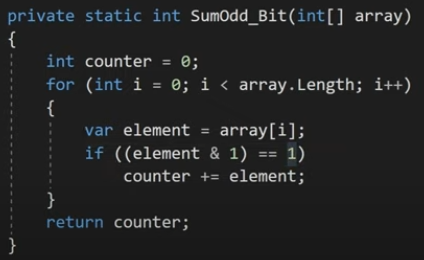 private static int SumOdd_Bit(int[] array)
{
    int counter = 0;
    for (int i = 0; i < array.Length; i++)
    {
        var element = array[i];
        if ((element & 1) == 1)
            counter += element;
    }
    return counter;
}